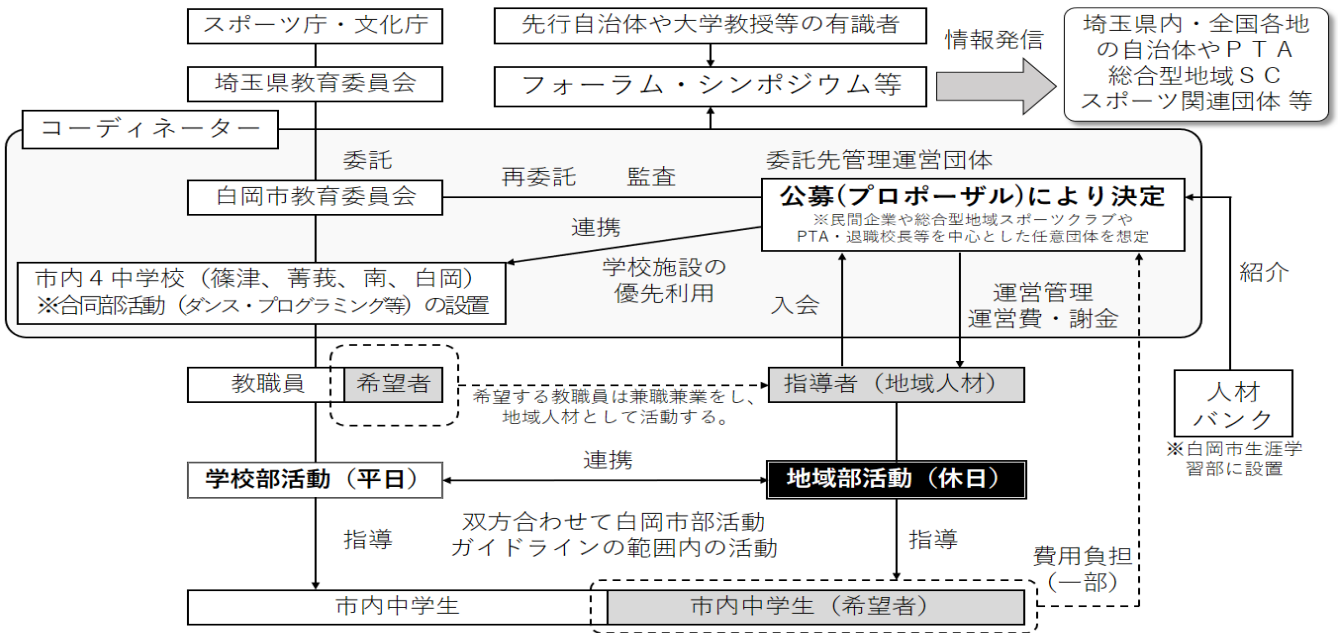 スポーツ庁・文化庁
先行自治体や大学教授等の有識者
情報発信
埼玉県内・全国各地
の自治体やＰＴＡ
総合型地域ＳＣ
スポーツ関連団体 等
埼玉県教育委員会
フォーラム・シンポジウム等
コーディネーター
委託
再委託
監査
委託先管理運営団体
白岡市教育委員会
公募(プロポーザル)により決定
※民間企業や総合型地域スポーツクラブや
PTA・退職校長等を中心とした任意団体を想定
連携
市内４中学校（篠津、菁莪、南、白岡）
※合同部活動（ダンス・プログラミング等）の設置
学校施設の
優先利用
入会
運営管理
運営費・謝金
紹介
教職員
希望者
希望する教職員は兼職兼業をし、
地域人材として活動する。
指導者（地域人材）
人材
バンク
※白岡市生涯学
習部に設置
学校部活動（平日）
連携
地域部活動（休日）
指導
双方合わせて白岡市部活動
ガイドラインの範囲内の活動
指導
費用負担
（一部）
市内中学生
市内中学生（希望者）